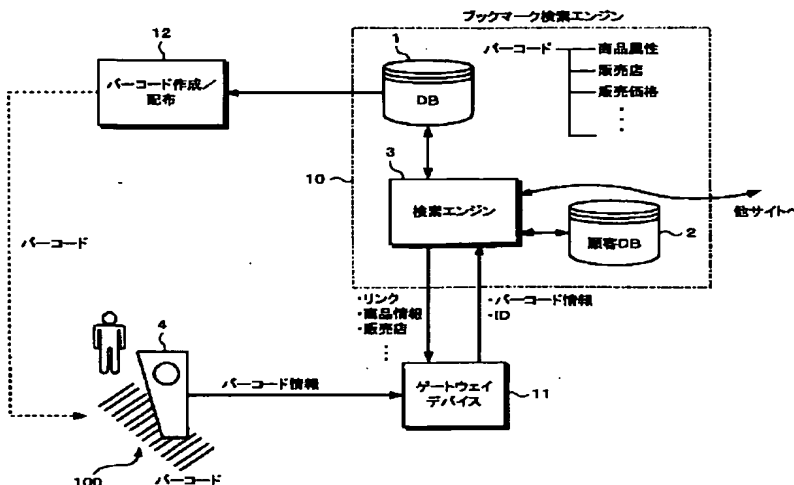 ブックマーク検索エンジン
12
バーコード作成/
配布
1
DB
バーコード
商品属性
販売店
販売価格
⋮
3
10
検索エンジン
他サイトへ
顧客DB
2
バーコード
・リンク
・商品情報
・販売店
⋮
・バーコード情報
・ID
4
バーコード情報
ゲートウェイ
デバイス
11
100
バーコード